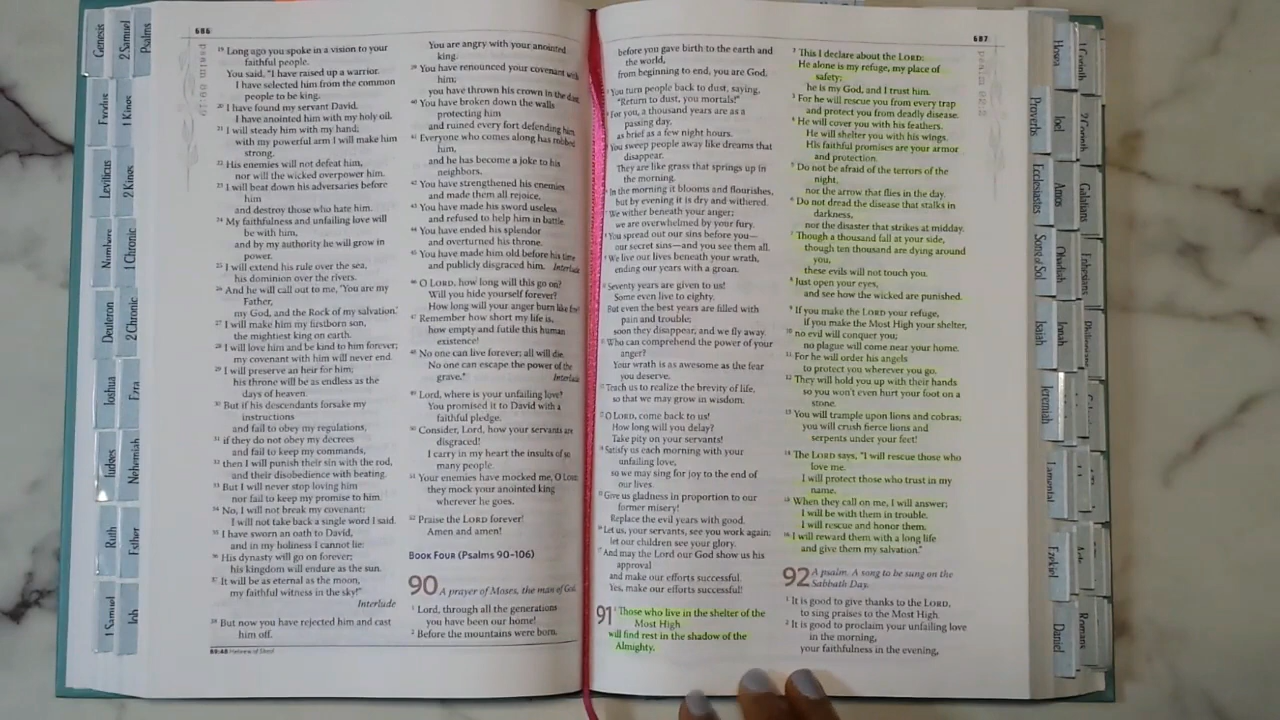 686
19 Long ago you spoke in a vision to your
faithful people.
You said, "I have raised up a warrior.
I have selected him from the common
people to be king.
20 I have found my servant David.
I have anointed him with my holy oil.
21 I will steady him with my hand;
with my powerful arm I will make him
strong.
22 His enemies will not defeat him,
nor will the wicked overpower him.
23 I will beat down his adversaries before
him
and destroy those who hate him.
24 My faithfulness and unfailing love will
be with him,
and by my authority he will grow in
power.
25 I will extend his rule over the sea,
his dominion over the rivers.
26 And he will call out to me, 'You are my
Father,
my God, and the Rock of my salvation.'
27 I will make him my firstborn son,
the mightiest king on earth.
28 I will love him and be kind to him forever;
my covenant with him will never end.
29 I will preserve an heir for him;
his throne will be as endless as the
days of heaven.
30 But if his descendants forsake my
instructions
and fail to obey my regulations,
31 if they do not obey my decrees
and fail to keep my commands,
32 then I will punish their sin with the rod,
and their disobedience with beating.
33 But I will never stop loving him
nor fail to keep my promise to him.
34 No, I will not break my covenant;
I will not take back a single word I said.
35 I have sworn an oath to David,
and in my holiness I cannot lie:
36 His dynasty will go on forever;
his kingdom will endure as the sun.
37 It will be as eternal as the moon,
my faithful witness in the sky!"
Interlude
38 But now you have rejected him and cast
him off.
89:48 Hebrew of Sheol
You are angry with your anointed
king.
39 You have renounced your covenant with
him;
you have thrown his crown in the dust.
40 You have broken down the walls
protecting him
and ruined every fort defending him.
41 Everyone who comes along has robbed
him,
and he has become a joke to his
neighbors.
42 You have strengthened his enemies
and made them all rejoice.
43 You have made his sword useless
and refused to help him in battle.
44 You have ended his splendor
and overturned his throne.
45 You have made him old before his time
and publicly disgraced him. Interlude
46 O LORD, how long will this go on?
Will you hide yourself forever?
How long will your anger burn like fire?
47 Remember how short my life is,
how empty and futile this human
existence!
48 No one can live forever; all will die.
No one can escape the power of the
grave.* Interlude
49 Lord, where is your unfailing love?
You promised it to David with a
faithful pledge.
50 Consider, Lord, how your servants are
disgraced!
I carry in my heart the insults of so
many people.
51 Your enemies have mocked me, O LORD;
they mock your anointed king
wherever he goes.
52 Praise the LORD forever!
Amen and amen!
BOOK FOUR (Psalms 90–106)
90 A prayer of Moses, the man of God.
1 Lord, through all the generations
you have been our home!
2 Before the mountains were born,
687
before you gave birth to the earth and
the world,
from beginning to end, you are God.
3 You turn people back to dust, saying,
"Return to dust, you mortals!"
4 For you, a thousand years are as a
passing day,
as brief as a few night hours.
5 You sweep people away like dreams that
disappear.
They are like grass that springs up in
the morning.
6 In the morning it blooms and flourishes,
but by evening it is dry and withered.
7 We wither beneath your anger;
we are overwhelmed by your fury.
8 You spread out our sins before you—
our secret sins—and you see them all.
9 We live our lives beneath your wrath,
ending our years with a groan.
10 Seventy years are given to us!
Some even live to eighty.
But even the best years are filled with
pain and trouble;
soon they disappear, and we fly away.
11 Who can comprehend the power of your
anger?
Your wrath is as awesome as the fear
you deserve.
12 Teach us to realize the brevity of life,
so that we may grow in wisdom.
13 O LORD, come back to us!
How long will you delay?
Take pity on your servants!
14 Satisfy us each morning with your
unfailing love,
so we may sing for joy to the end of
our lives.
15 Give us gladness in proportion to our
former misery!
Replace the evil years with good.
16 Let us, your servants, see you work again;
let our children see your glory.
17 And may the Lord our God show us his
approval
and make our efforts successful.
Yes, make our efforts successful!
91 1 Those who live in the shelter of the
Most High
will find rest in the shadow of the
Almighty.
2 This I declare about the LORD:
He alone is my refuge, my place of
safety;
he is my God, and I trust him.
3 For he will rescue you from every trap
and protect you from deadly disease.
4 He will cover you with his feathers.
He will shelter you with his wings.
His faithful promises are your armor
and protection.
5 Do not be afraid of the terrors of the
night,
nor the arrow that flies in the day.
6 Do not dread the disease that stalks in
darkness,
nor the disaster that strikes at midday.
7 Though a thousand fall at your side,
though ten thousand are dying around
you,
these evils will not touch you.
8 Just open your eyes,
and see how the wicked are punished.
9 If you make the LORD your refuge,
if you make the Most High your shelter,
10 no evil will conquer you;
no plague will come near your home.
11 For he will order his angels
to protect you wherever you go.
12 They will hold you up with their hands
so you won't even hurt your foot on a
stone.
13 You will trample upon lions and cobras;
you will crush fierce lions and
serpents under your feet!
14 The LORD says, "I will rescue those who
love me.
I will protect those who trust in my
name.
15 When they call on me, I will answer;
I will be with them in trouble.
I will rescue and honor them.
16 I will reward them with a long life
and give them my salvation."
92 A psalm. A song to be sung on the
Sabbath Day.
1 It is good to give thanks to the LORD,
to sing praises to the Most High.
2 It is good to proclaim your unfailing love
in the morning,
your faithfulness in the evening,
psalm 89:19
psalm 92:2
Genesis
Exodus
Leviticus
Numbers
Deuteron
Joshua
Judges
Ruth
1 Samuel
2 Samuel
1 Kings
2 Kings
1 Chronic
2 Chronic
Ezra
Nehemiah
Esther
Job
Psalms
Proverbs
Ecclesiastes
Song of Sol
Isaiah
Jeremiah
Lamentat
Ezekiel
Daniel
Hosea
Joel
Amos
Obadiah
Jonah
1 Corinth
2 Corinth
Galatians
Ephesians
Philippians
Acts
Romans